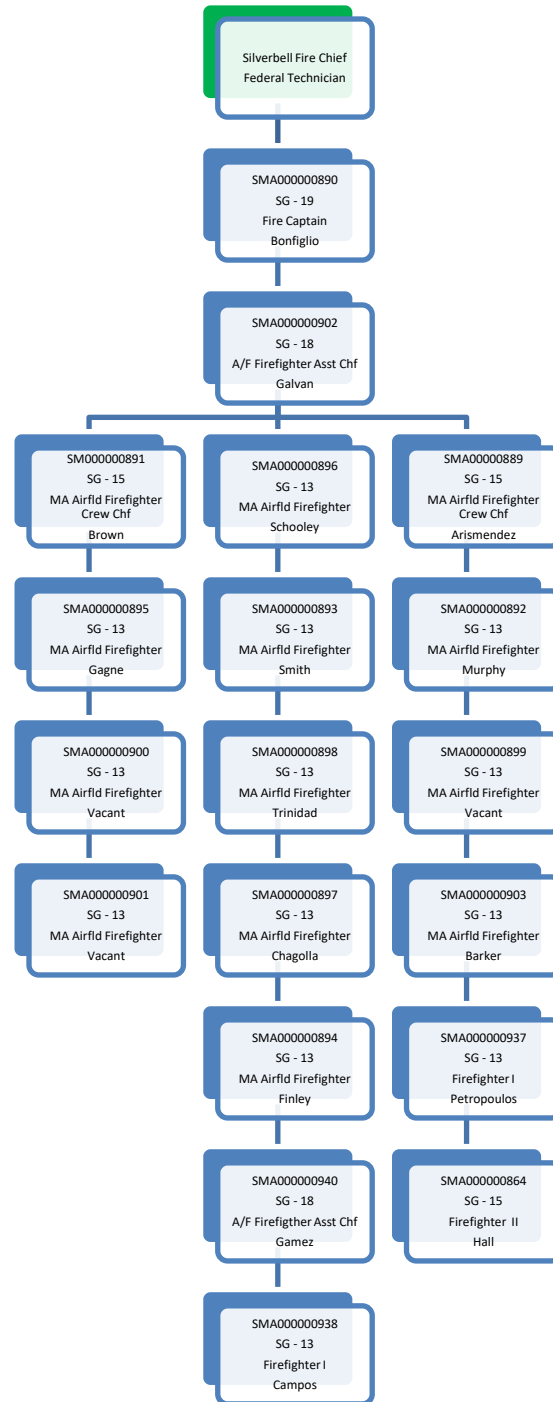 Silverbell Fire Chief
Federal Technician
SMA000000890
SG - 19
Fire Captain
Bonfiglio
SMA000000902
SG - 18
A/F Firefighter Asst Chf
Galvan
SM000000891
SG - 15
MA Airfld Firefighter
Crew Chf
Brown
SMA000000895
SG - 13
MA Airfld Firefighter
Gagne
SMA000000900
SG - 13
MA Airfld Firefighter
Vacant
SMA000000901
SG - 13
MA Airfld Firefighter
Vacant
SMA000000896
SG - 13
MA Airfld Firefighter
Schooley
SMA000000893
SG - 13
MA Airfld Firefighter
Smith
SMA000000898
SG - 13
MA Airfld Firefighter
Trinidad
SMA000000897
SG - 13
MA Airfld Firefighter
Chagolla
SMA000000894
SG - 13
MA Airfld Firefighter
Finley
SMA000000940
SG - 18
A/F Firefigther Asst Chf
Gamez
SMA000000938
SG - 13
Firefighter I
Campos
SMA00000889
SG - 15
MA Airfld Firefighter
Crew Chf
Arismendez
SMA000000892
SG - 13
MA Airfld Firefighter
Murphy
SMA000000899
SG - 13
MA Airfld Firefighter
Vacant
SMA000000903
SG - 13
MA Airfld Firefighter
Barker
SMA000000937
SG - 13
Firefighter I
Petropoulos
SMA000000864
SG - 15
Firefighter II
Hall